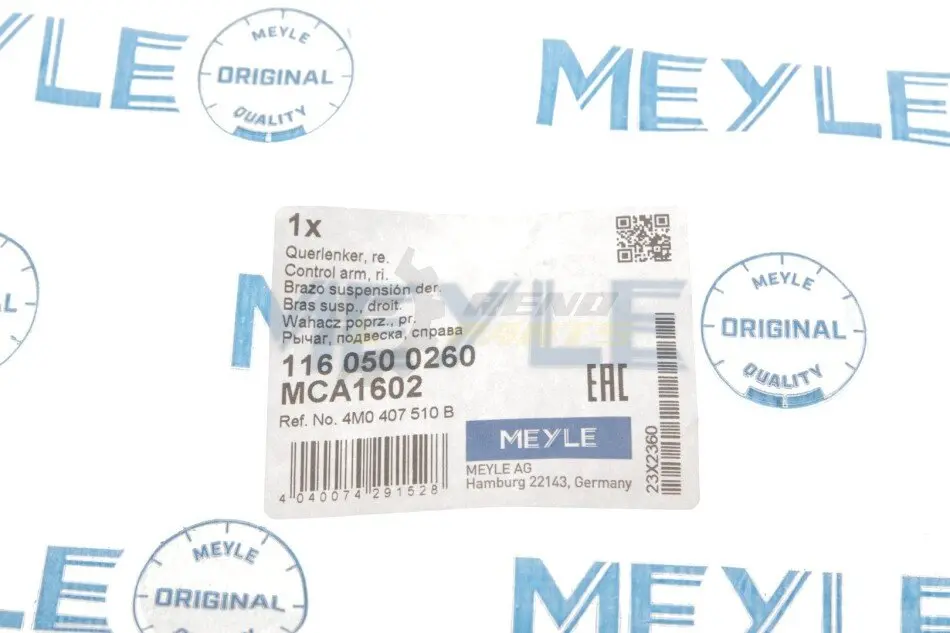 MEYLE
MEYLE
ORIGINAL
QUALITY
MEYLE
1x
Querlenker, re.
Control arm, ri.
Brazo suspensión der.
Bras susp., droit.
Wahacz poprz., pr.
Рычаг, подвеска, справа
116 050 0260
MCA1602
Ref. No. 4M0 407 510 B
4 040074 291528
EAC
MEYLE
MEYLE AG
Hamburg 22143, Germany
23X2360
MEYLE
MEYLE
ORIGINAL
QUALITY
MEYLE
MEYLE
ORIGINAL
MEYLE